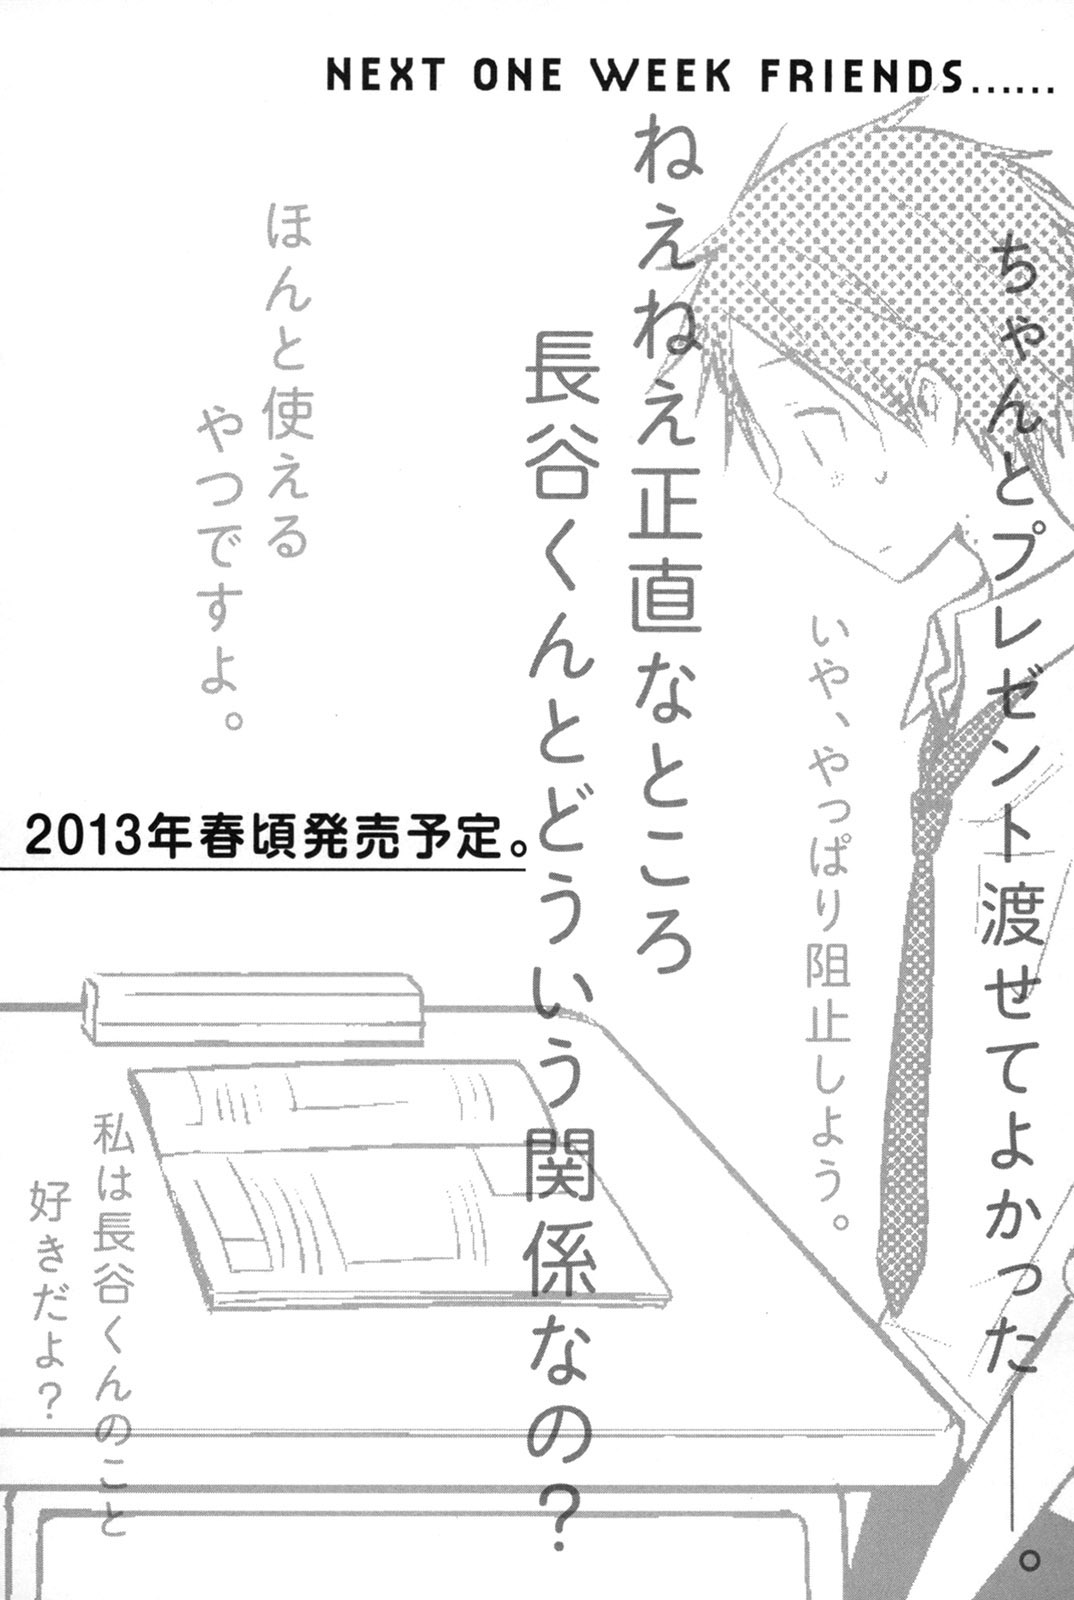 NEXT ONE WEEK FRIENDS……
ちゃんとプレゼント渡せてよかった――。
いや、やっぱり阻止しよう。
ねえねえ正直なところ
長谷くんとどういう関係なの？
ほんと使える
やつですよ。
2013年春頃発売予定。
私は長谷くんのこと
好きだよ？